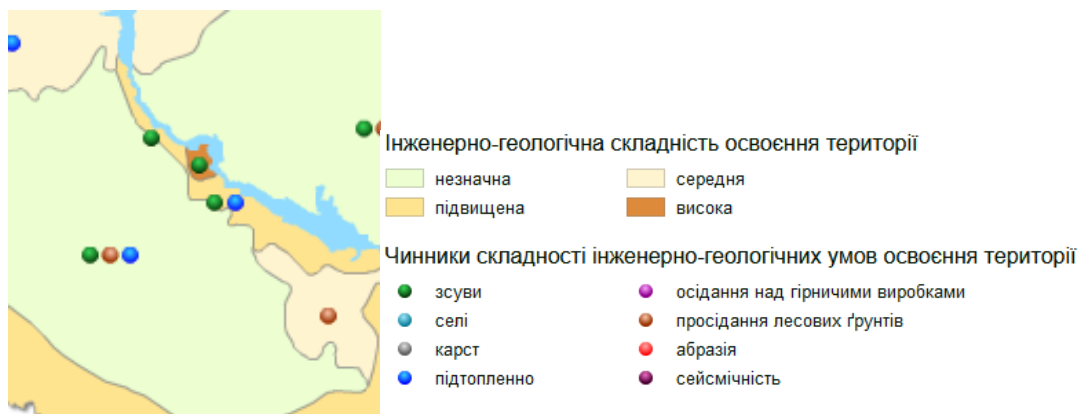 Інженерно-геологічна складність освоєння території
незначна
середня
підвищена
висока
Чинники складності інженерно-геологічних умов освоєння території
зсуви
осідання над гірничими виробками
селі
просідання лесових ґрунтів
карст
абразія
підтопленно
сейсмічність